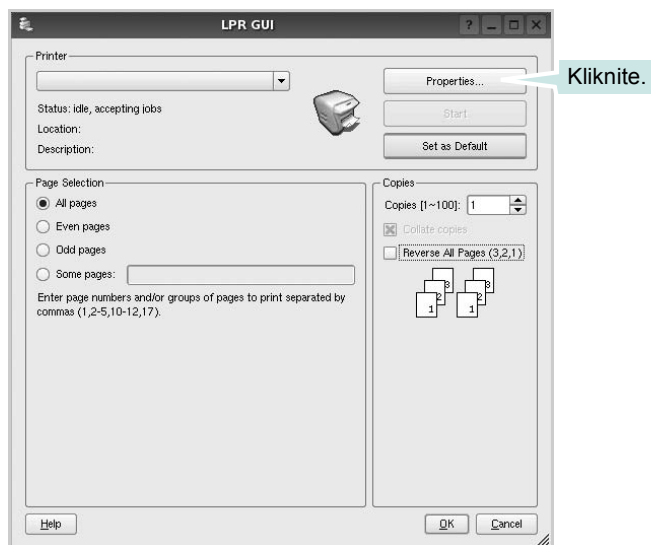 LPR GUI
Printer
Properties...
Kliknite.
Status: idle, accepting jobs
Start
Location:
Description:
Set as Default
Page Selection
All pages
Even pages
Odd pages
Some pages:
Enter page numbers and/or groups of pages to print separated by
commas (1,2-5,10-12,17).
Copies
Copies [1~100]: 1
Collate copies
Reverse All Pages (3,2,1)
3 3
2 2
1 1
Help
OK
Cancel